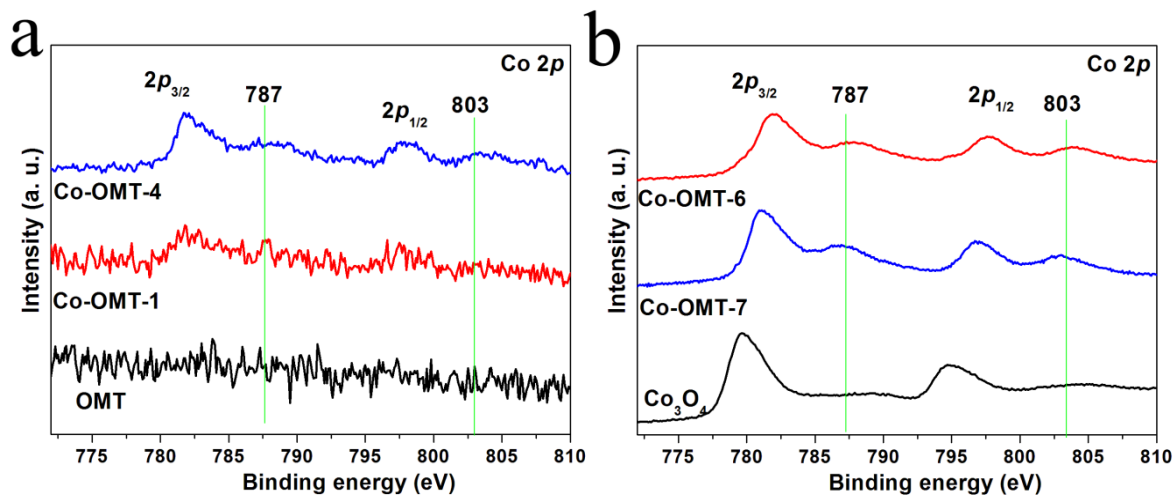 a
Co 2p
2p3/2
787
2p1/2
803
Co-OMT-4
Co-OMT-1
OMT
Intensity (a. u.)
775 780 785 790 795 800 805 810
Binding energy (eV)
b
Co 2p
2p3/2
787
2p1/2
803
Co-OMT-6
Co-OMT-7
Co3O4
Intensity (a. u.)
775 780 785 790 795 800 805 810
Binding energy (eV)